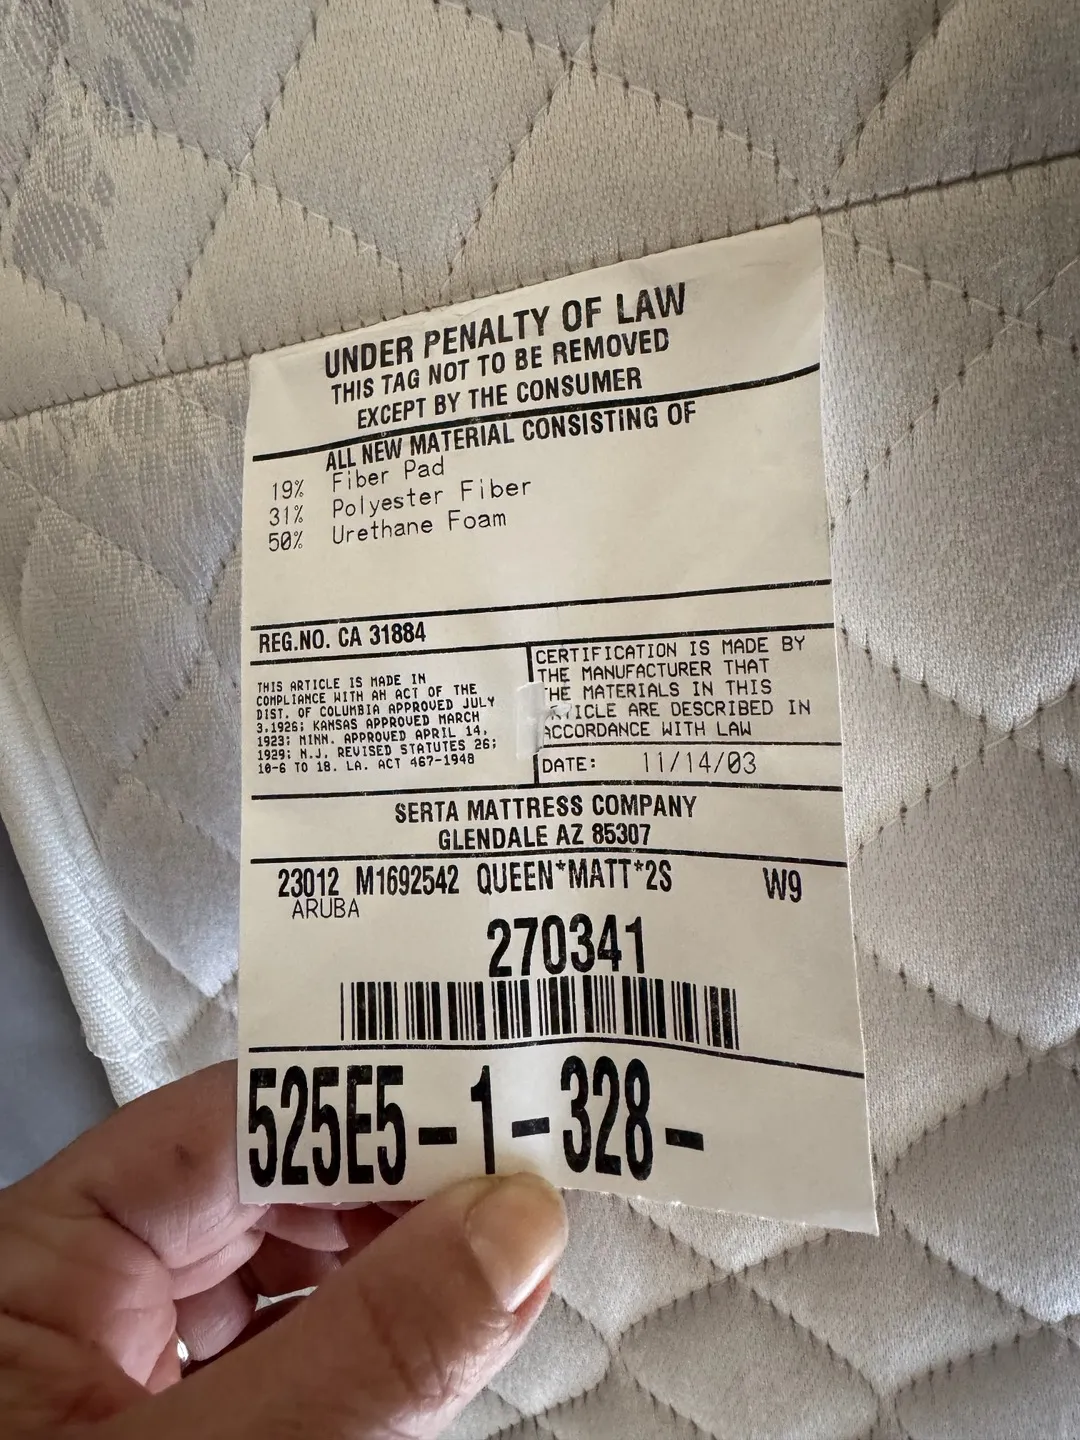 UNDER PENALTY OF LAW
THIS TAG NOT TO BE REMOVED
EXCEPT BY THE CONSUMER
ALL NEW MATERIAL CONSISTING OF
19% Fiber Pad
31% Polyester Fiber
50% Urethane Foam
REG.NO. CA 31884
THIS ARTICLE IS MADE IN
COMPLIANCE WITH AN ACT OF THE
DIST. OF COLUMBIA APPROVED JULY
3,1926; KANSAS APPROVED MARCH
1923; MINN. APPROVED APRIL 14,
1929; N.J. REVISED STATUTES 26;
10-6 TO 18. LA. ACT 467-1948
CERTIFICATION IS MADE BY
THE MANUFACTURER THAT
THE MATERIALS IN THIS
ARTICLE ARE DESCRIBED IN
ACCORDANCE WITH LAW
DATE: 11/14/03
SERTA MATTRESS COMPANY
GLENDALE AZ 85307
23012 M1692542 QUEEN*MATT*2S W9
ARUBA
270341
525E5-1-328-